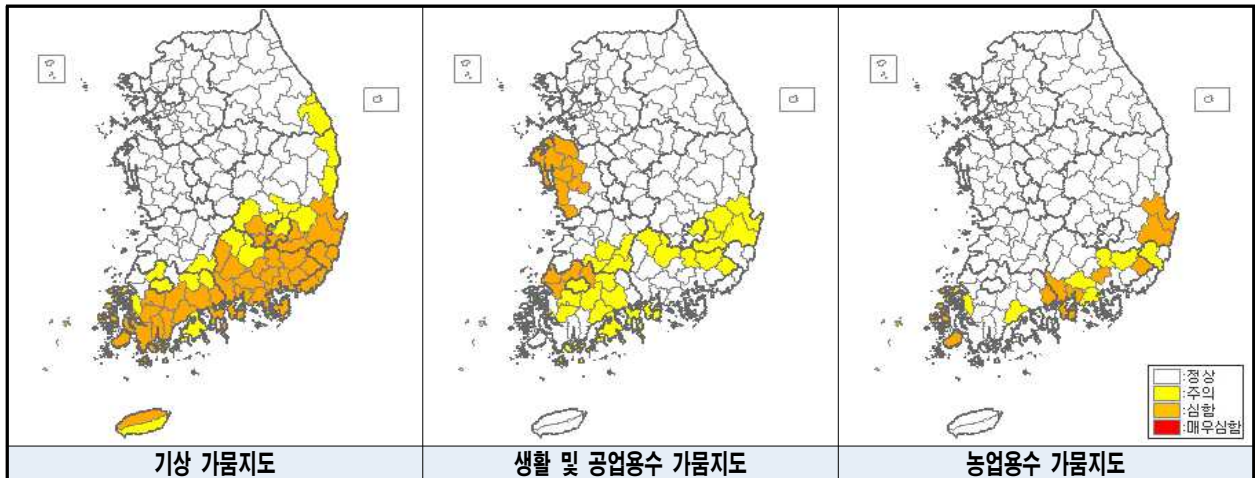 :정상
:주의
:심함
:매우심함
기상 가뭄지도
생활 및 공업용수 가뭄지도
농업용수 가뭄지도